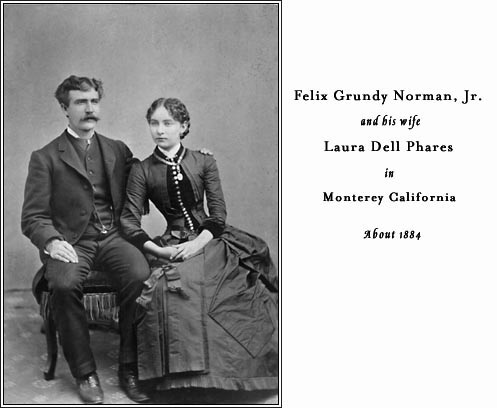 Felix Grundy Norman, Jr.
and his wife
Laura Dell Phares
in
Monterey California
About 1884